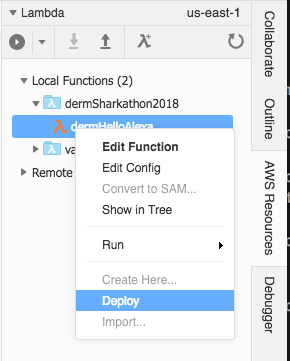 Lambda us-east-1
Local Functions (2)
dermSharkathon2018
dermHelloAlexa
va
Remote
Edit Function
Edit Config
Convert to SAM...
Show in Tree
Run
Create Here...
Deploy
Import...
Collaborate
Outline
AWS Resources
Debugger